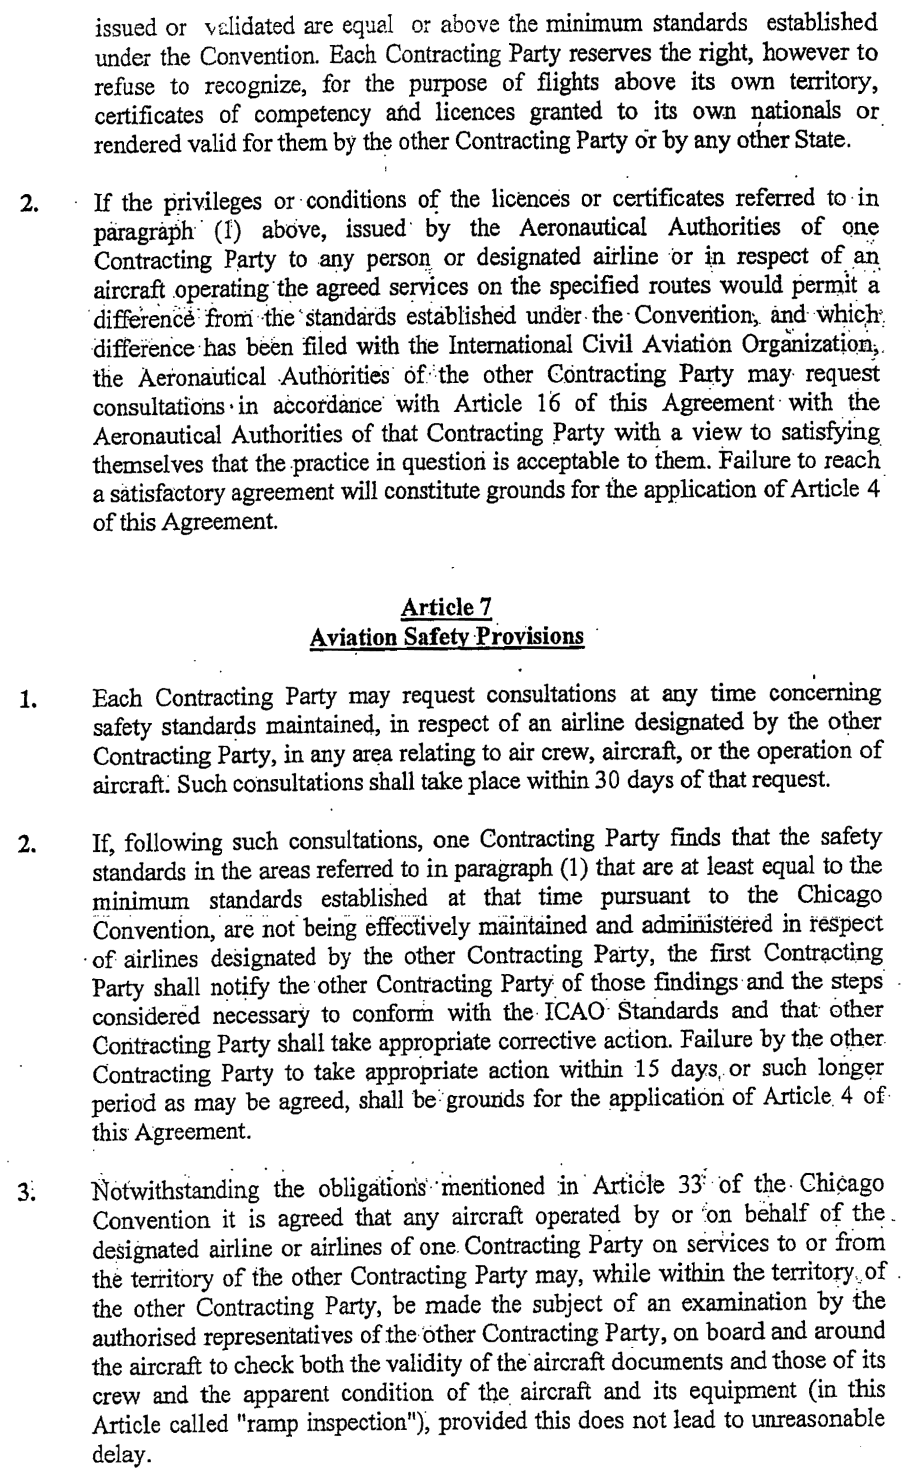 issued or validated are equal or above the minimum standards established
under the Convention. Each Contracting Party reserves the right, however to
refuse to recognize, for the purpose of flights above its own territory,
certificates of competency and licences granted to its own nationals or
rendered valid for them by the other Contracting Party or by any other State.
2. If the privileges or conditions of the licences or certificates referred to in
paragraph (1) above, issued by the Aeronautical Authorities of one
Contracting Party to any person or designated airline or in respect of an
aircraft operating the agreed services on the specified routes would permit a
difference from the standards established under the Convention, and which
difference has been filed with the International Civil Aviation Organization,
the Aeronautical Authorities of the other Contracting Party may request
consultations in accordance with Article 16 of this Agreement with the
Aeronautical Authorities of that Contracting Party with a view to satisfying
themselves that the practice in question is acceptable to them. Failure to reach
a satisfactory agreement will constitute grounds for the application of Article 4
of this Agreement.
Article 7
Aviation Safety Provisions
1. Each Contracting Party may request consultations at any time concerning
safety standards maintained, in respect of an airline designated by the other
Contracting Party, in any area relating to air crew, aircraft, or the operation of
aircraft. Such consultations shall take place within 30 days of that request.
2. If, following such consultations, one Contracting Party finds that the safety
standards in the areas referred to in paragraph (1) that are at least equal to the
minimum standards established at that time pursuant to the Chicago
Convention, are not being effectively maintained and administered in respect
of airlines designated by the other Contracting Party, the first Contracting
Party shall notify the other Contracting Party of those findings and the steps
considered necessary to conform with the ICAO Standards and that other
Contracting Party shall take appropriate corrective action. Failure by the other
Contracting Party to take appropriate action within 15 days, or such longer
period as may be agreed, shall be grounds for the application of Article 4 of
this Agreement.
3. Notwithstanding the obligations mentioned in Article 33 of the Chicago
Convention it is agreed that any aircraft operated by or on behalf of the
designated airline or airlines of one Contracting Party on services to or from
the territory of the other Contracting Party may, while within the territory of
the other Contracting Party, be made the subject of an examination by the
authorised representatives of the other Contracting Party, on board and around
the aircraft to check both the validity of the aircraft documents and those of its
crew and the apparent condition of the aircraft and its equipment (in this
Article called "ramp inspection"), provided this does not lead to unreasonable
delay.